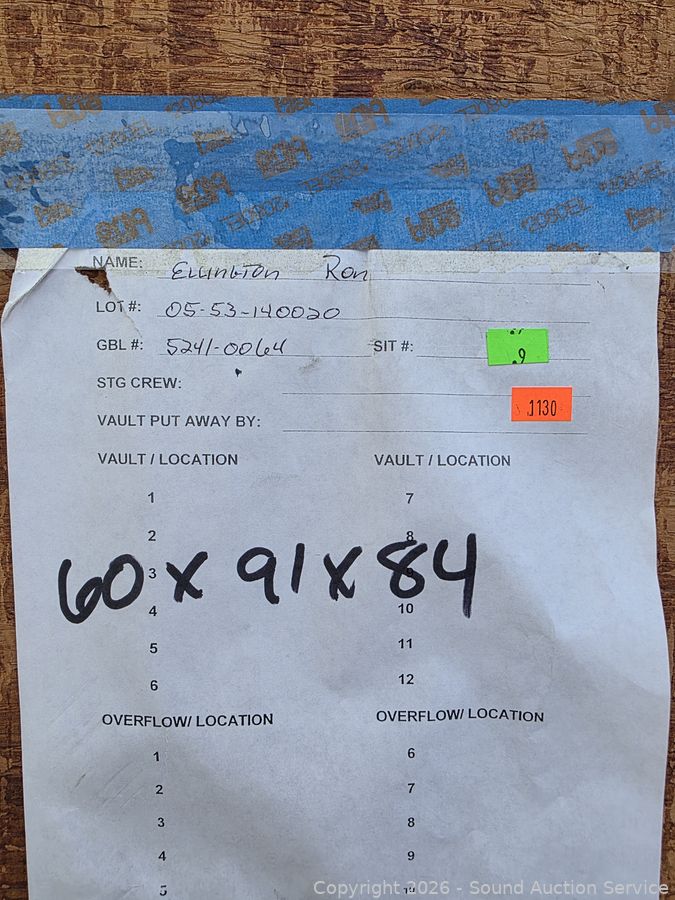 NAME: Ellington Ron
LOT #: 05-53-140020
GBL #: 5241-0064 SIT #: .9
STG CREW:
1130
VAULT PUT AWAY BY:
VAULT / LOCATION VAULT / LOCATION
1 7
2 8
60 x 91 x 84
3
4 10
5 11
6 12
OVERFLOW/ LOCATION OVERFLOW/ LOCATION
1 6
2 7
3 8
4 9
5
Copyright 2026 - Sound Auction Service